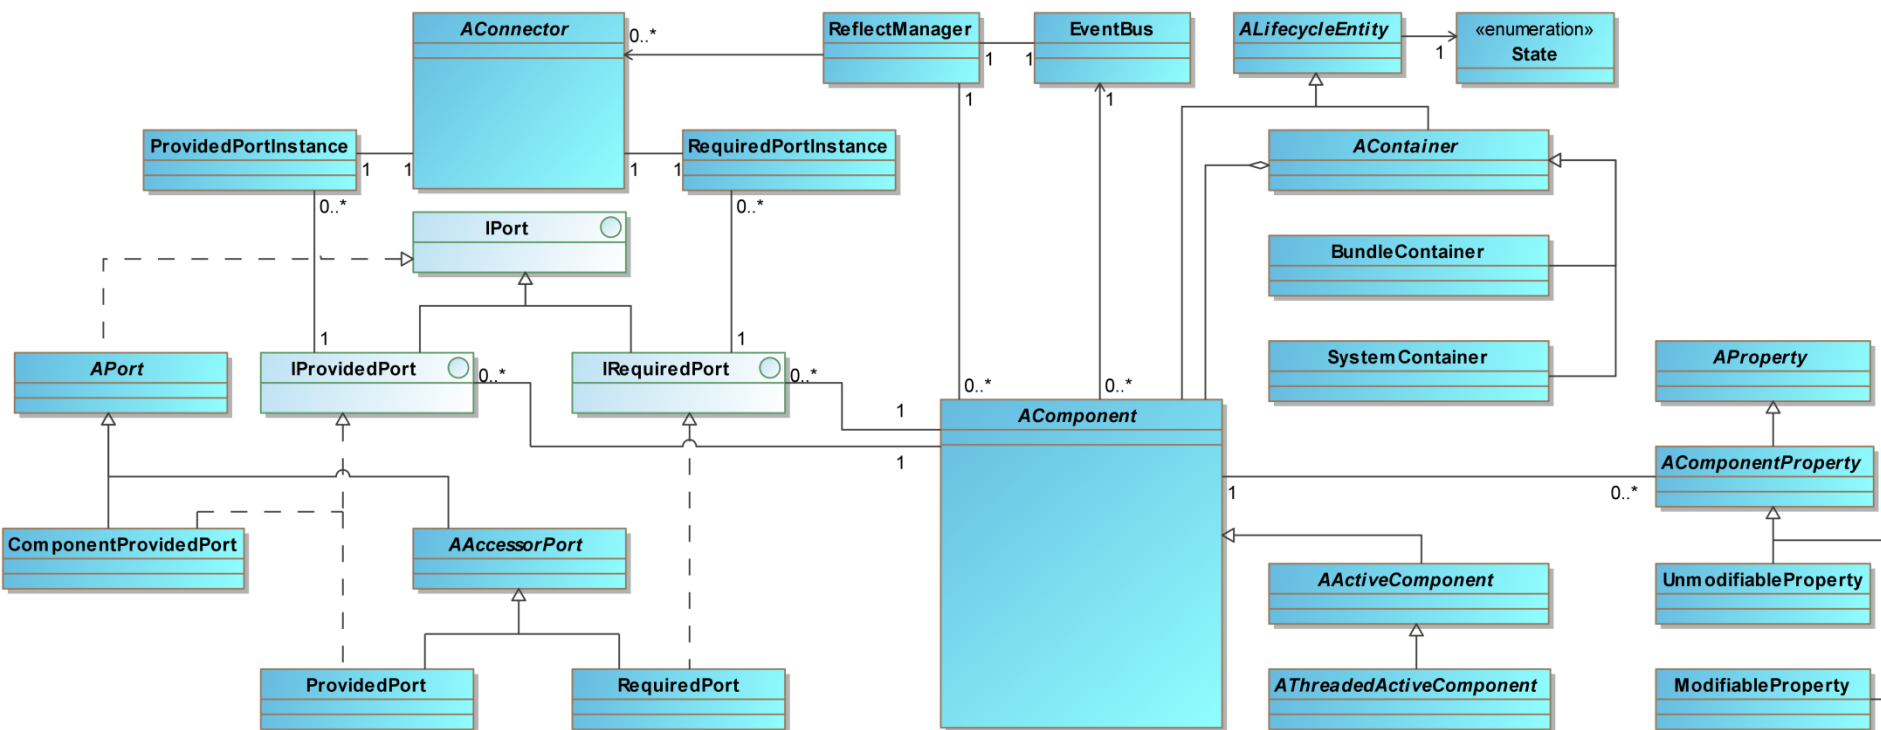 AConnector
0..*
ReflectManager
1
1
EventBus
ALifecycleEntity
1
«enumeration»
State
1
1
ProvidedPortInstance
1
1
1
1
RequiredPortInstance
AContainer
0..*
0..*
IPort
BundleContainer
1
1
APort
IProvidedPort
0..*
IRequiredPort
0..*
0..*
0..*
SystemContainer
AProperty
1
AComponent
1
AComponentProperty
1
0..*
ComponentProvidedPort
AAccessorPort
AActiveComponent
UnmodifiableProperty
ProvidedPort
RequiredPort
AThreadedActiveComponent
ModifiableProperty